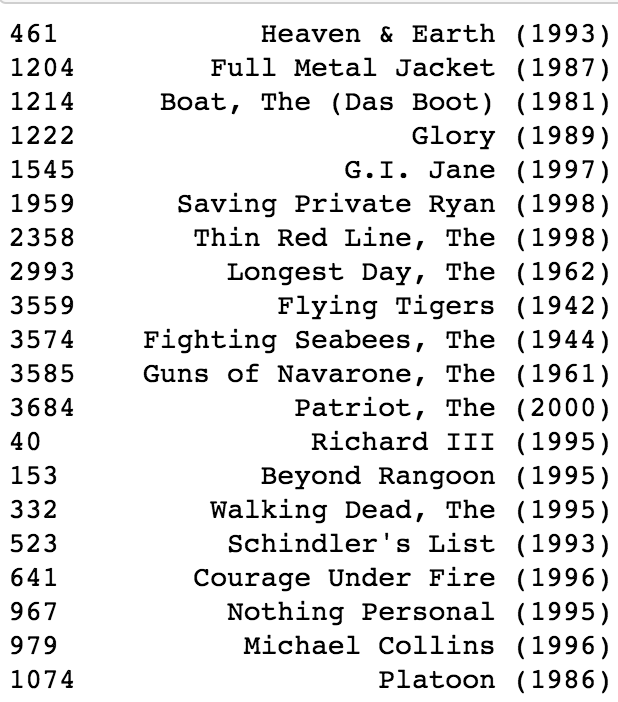 461 Heaven & Earth (1993)
1204 Full Metal Jacket (1987)
1214 Boat, The (Das Boot) (1981)
1222 Glory (1989)
1545 G.I. Jane (1997)
1959 Saving Private Ryan (1998)
2358 Thin Red Line, The (1998)
2993 Longest Day, The (1962)
3559 Flying Tigers (1942)
3574 Fighting Seabees, The (1944)
3585 Guns of Navarone, The (1961)
3684 Patriot, The (2000)
40 Richard III (1995)
153 Beyond Rangoon (1995)
332 Walking Dead, The (1995)
523 Schindler's List (1993)
641 Courage Under Fire (1996)
967 Nothing Personal (1995)
979 Michael Collins (1996)
1074 Platoon (1986)